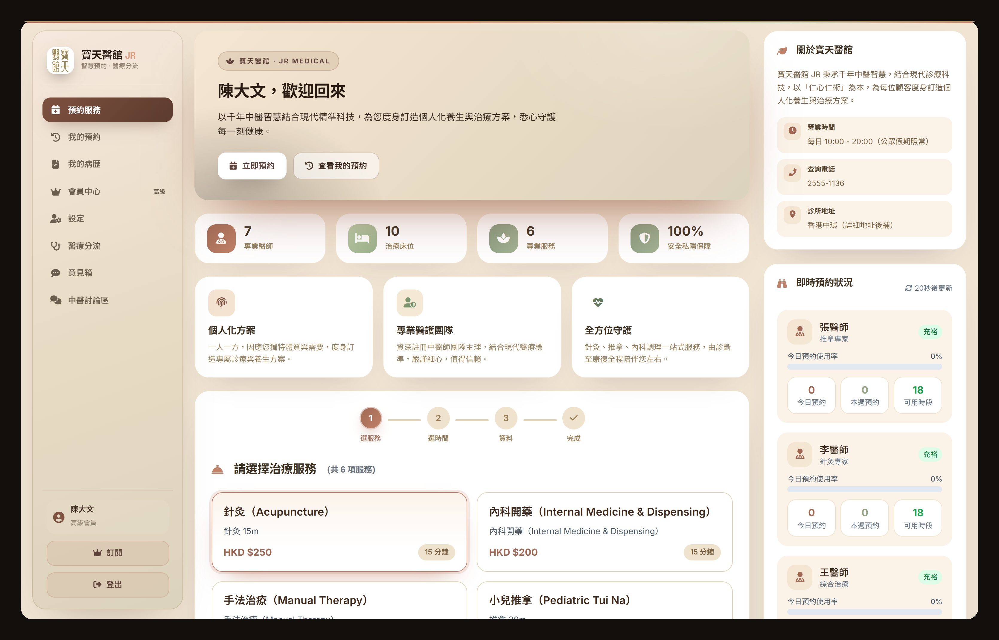 寶天醫館
寶天醫館 JR
智慧預約 · 醫療分流
預約服務
我的預約
我的病歷
會員中心
高級
設定
醫療分流
意見箱
中醫討論區
陳大文
高級會員
訂閱
登出
寶天醫館 · JR MEDICAL
陳大文，歡迎回來
以千年中醫智慧結合現代精準科技，為您度身訂造個人化養生與治療方案，悉心守護
每一刻健康。
立即預約
查看我的預約
7
專業醫師
10
治療床位
6
專業服務
100%
安全私隱保障
個人化方案
一人一方，因應您獨特體質與需要，度身訂
造專屬診療與養生方案。
專業醫護團隊
資深註冊中醫師團隊主理，結合現代醫療標
準，嚴謹細心，值得信賴。
全方位守護
針灸、推拿、內科調理一站式服務，由診斷
至康復全程陪伴您左右。
1
選服務
2
選時間
3
資料
完成
請選擇治療服務 (共 6 項服務)
針灸（Acupuncture）
針灸 15m
HKD $250
15 分鐘
內科開藥（Internal Medicine & Dispensing）
內科開藥（Internal Medicine & Dispensing）
HKD $200
15 分鐘
手法治療（Manual Therapy）
手法治療（Manual Therapy）
小兒推拿（Pediatric Tui Na）
推拿 20m
關於寶天醫館
寶天醫館 JR 秉承千年中醫智慧，結合現代診療科
技，以「仁心仁術」為本，為每位顧客度身訂造個
人化養生與治療方案。
營業時間
每日 10:00 - 20:00（公眾假期照常）
查詢電話
2555-1136
診所地址
香港中環（詳細地址後補）
即時預約狀況
20秒後更新
張醫師
推拿專家
充裕
今日預約使用率
0%
0
今日預約
0
本週預約
18
可用時段
李醫師
針灸專家
充裕
今日預約使用率
0%
0
今日預約
0
本週預約
18
可用時段
王醫師
綜合治療
充裕
今日預約使用率
0%